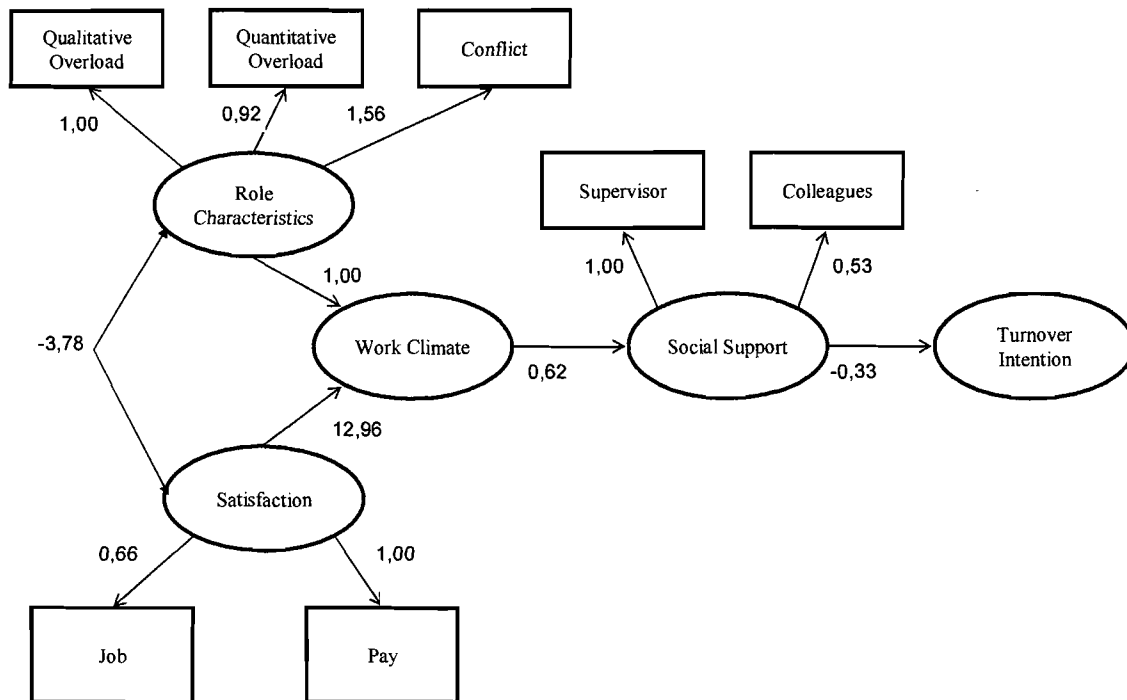 Qualitative
Overload
Quantitative
Overload
Conflict
1,00
0,92
1,56
Role
Characteristics
Supervisor
Colleagues
1,00
1,00
0,53
-3,78
Work Climate
0,62
Social Support
-0,33
Turnover
Intention
12,96
Satisfaction
0,66
1,00
Job
Pay